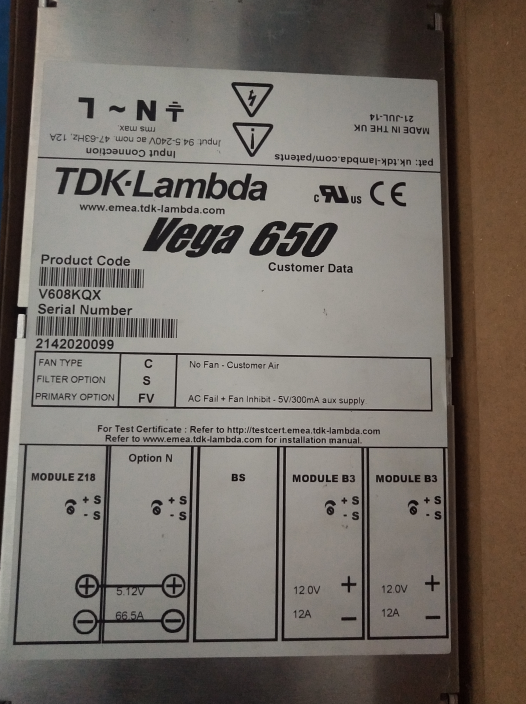 L ~ N
Input Connection
Input: 94.5-240V ac nom. 47-63Hz, 12A
rms max
MADE IN THE UK
21-JUL-14
pat: uk.tdk-lambda.com/patents
TDK·Lambda
www.emea.tdk-lambda.com
C RU US CE
Vega 650
Product Code
Customer Data
V608KQX
Serial Number
2142020099
FAN TYPE C No Fan - Customer Air
FILTER OPTION S
PRIMARY OPTION FV AC Fail + Fan Inhibit - 5V/300mA aux supply
For Test Certificate : Refer to http://testcert.emea.tdk-lambda.com
Refer to www.emea.tdk-lambda.com for installation manual.
MODULE Z18 Option N BS MODULE B3 MODULE B3
+ S + S + S + S
- S - S - S - S
+ 5.12V + 12.0V + 12.0V +
- 66.5A - 12A - 12A -